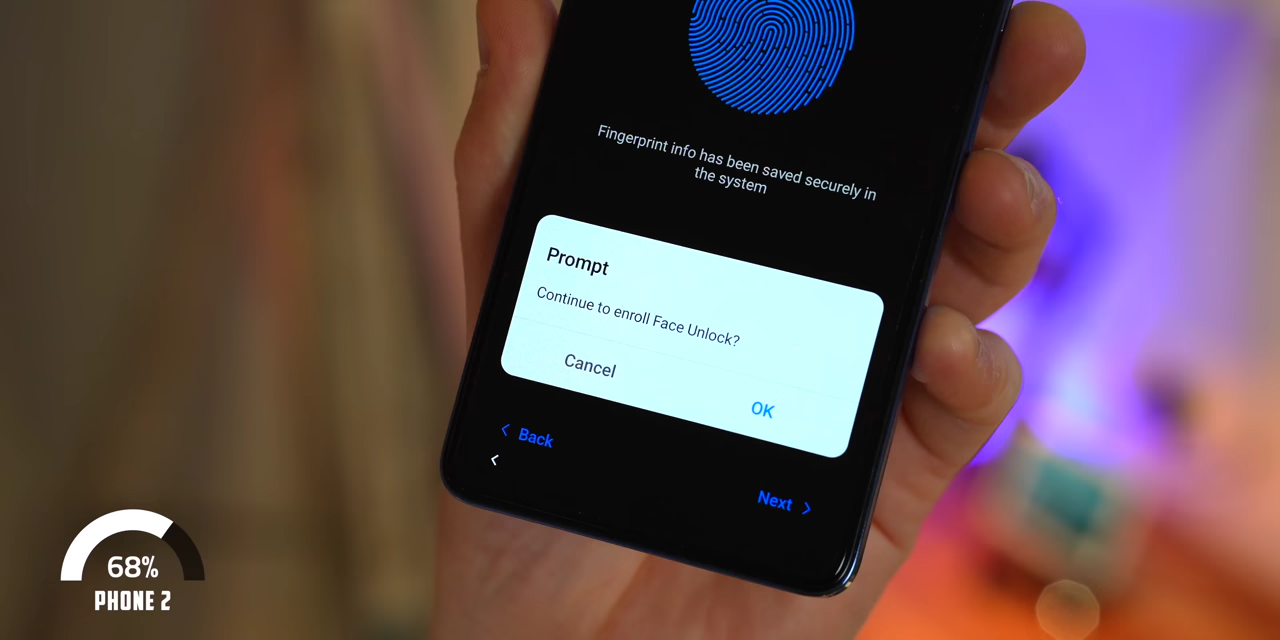 Fingerprint info has been saved securely in
the system
Prompt
Continue to enroll Face Unlock?
Cancel
OK
Back
Next
68%
PHONE 2